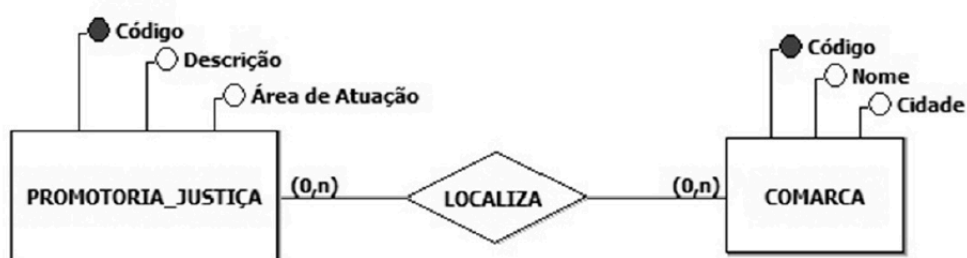 Código
Descrição
Área de Atuação
PROMOTORIA_JUSTIÇA
(0,n)
LOCALIZA
(0,n)
Código
Nome
Cidade
COMARCA